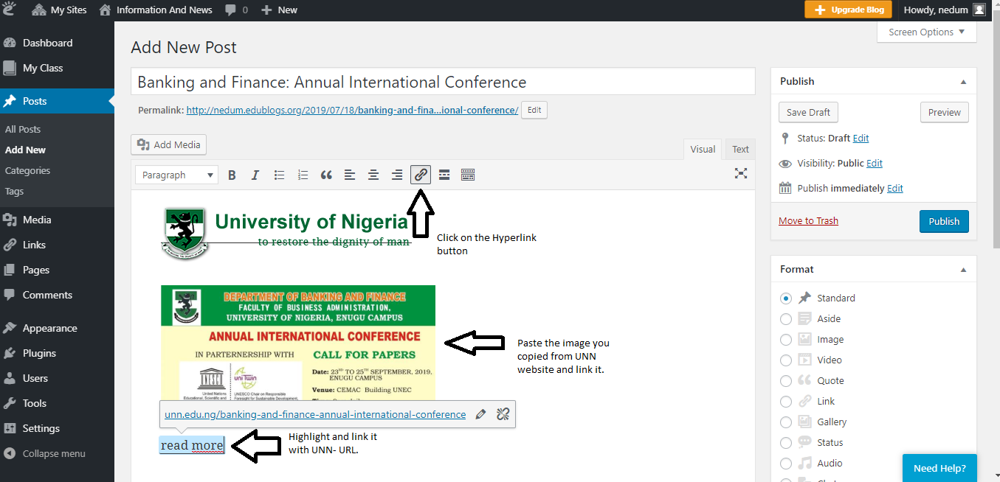 My Sites
Information And News
0
New
Upgrade Blog
Howdy, nedum
Screen Options
Dashboard
My Class
Posts
All Posts
Add New
Categories
Tags
Media
Links
Pages
Comments
Appearance
Plugins
Users
Tools
Settings
Collapse menu
Add New Post
Banking and Finance: Annual International Conference
Permalink: http://nedum.edublogs.org/2019/07/18/banking-and-fina...ional-conference/ Edit
Add Media
Visual Text
Paragraph
B I
University of Nigeria
to restore the dignity of man
Click on the Hyperlink
button
DEPARTMENT OF BANKING AND FINANCE
FACULTY OF BUSINESS ADMINISTRATION,
UNIVERSITY OF NIGERIA, ENUGU CAMPUS
ANNUAL INTERNATIONAL CONFERENCE
IN PARTERNERSHIP WITH
CALL FOR PAPERS
Date: 23RD TO 25TH SEPTEMBER, 2019.
ENUGU CAMPUS
Venue: CEMAC Building UNEC
UNESCO
uniTwin
United Nations
Educational, Scientific and
UNESCO Chair on Responsible
Foresight for Sustainable Development,
Paste the image you
copied from UNN
website and link it.
unn.edu.ng/banking-and-finance-annual-international-conference
read more
Highlight and link it
with UNN- URL.
Publish
Save Draft
Preview
Status: Draft Edit
Visibility: Public Edit
Publish immediately Edit
Move to Trash
Publish
Format
Standard
Aside
Image
Video
Quote
Link
Gallery
Status
Audio
Need Help?